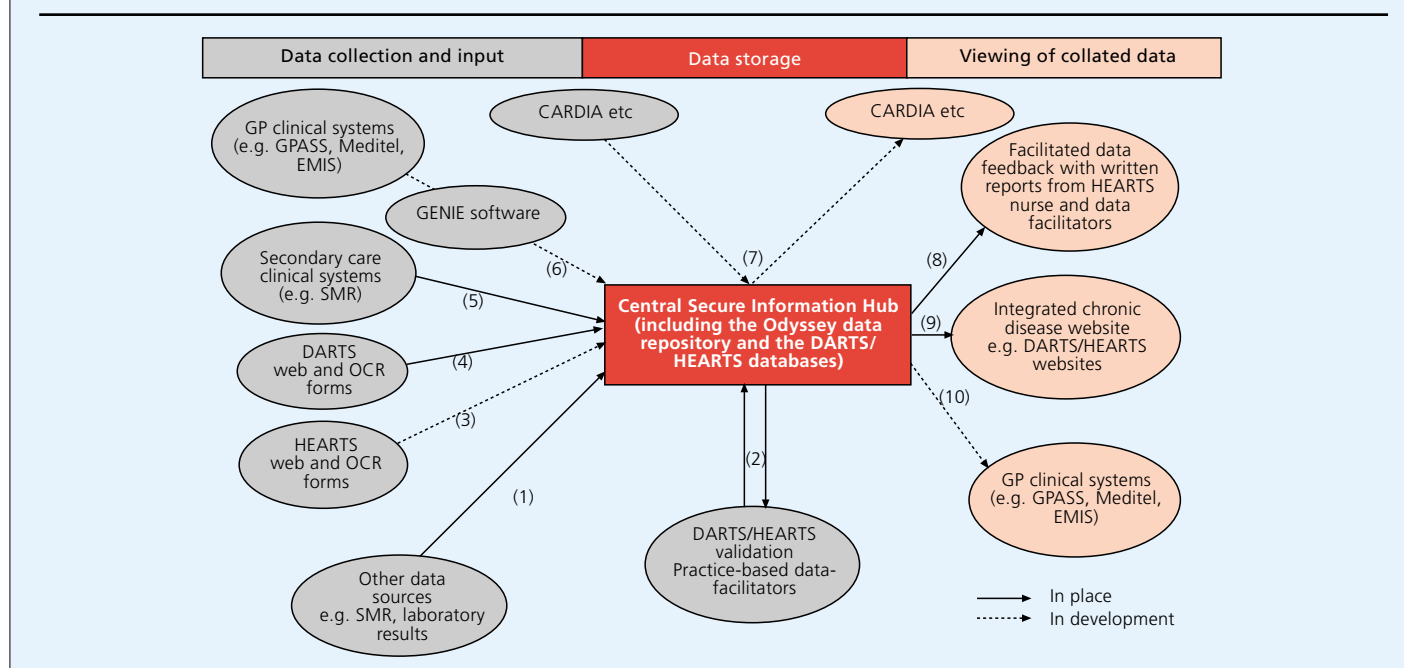 Data collection and input
Data storage
Viewing of collated data
GP clinical systems
(e.g. GPASS, Meditel,
EMIS)
CARDIA etc
CARDIA etc
Facilitated data
feedback with written
reports from HEARTS
nurse and data
facilitators
GENIE software
(6)
(7)
(8)
Secondary care
clinical systems
(e.g. SMR)
(5)
Central Secure Information Hub
(including the Odyssey data
repository and the DARTS/
HEARTS databases)
(9)
Integrated chronic
disease website
e.g. DARTS/HEARTS
websites
DARTS
web and OCR
forms
(4)
(10)
HEARTS
web and OCR
forms
(3)
(2)
GP clinical systems
(e.g. GPASS, Meditel,
EMIS)
(1)
DARTS/HEARTS
validation
Practice-based data-
facilitators
Other data
sources
e.g. SMR, laboratory
results
In place
In development